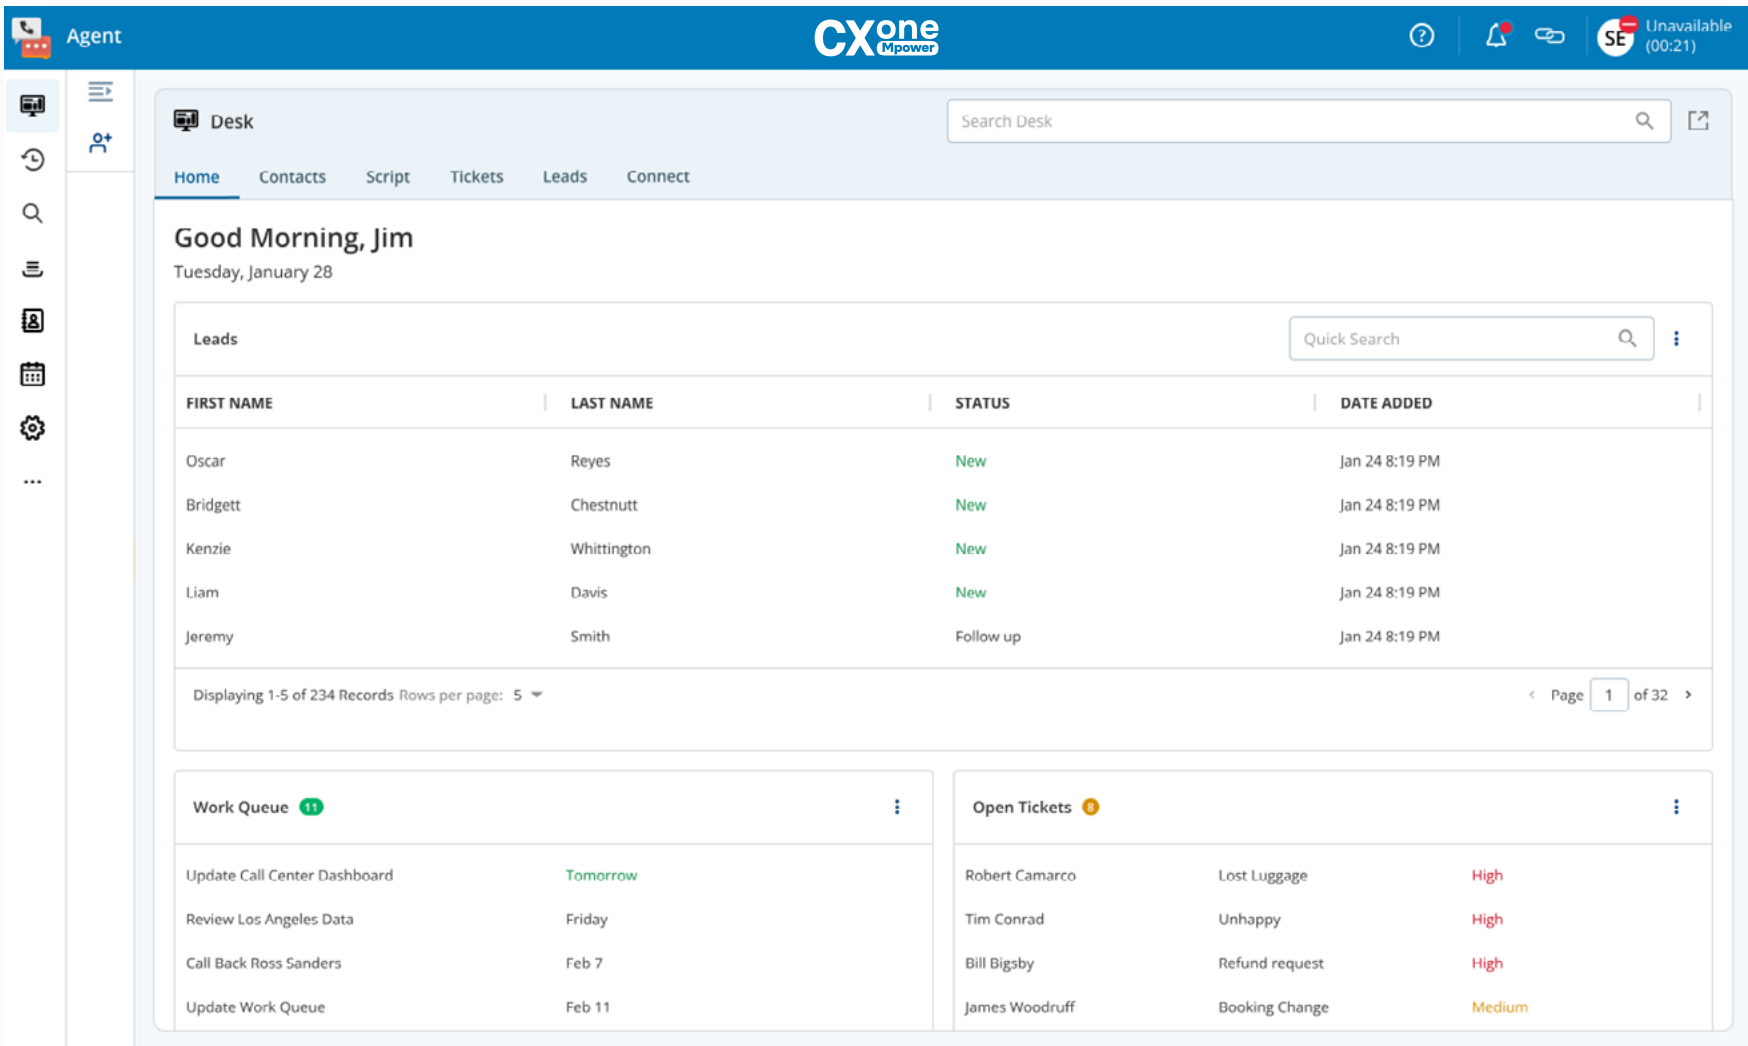 Agent
CXone
Mpower
?
SE
Unavailable
(00:21)
Desk
Search Desk
Home Contacts Script Tickets Leads Connect
Good Morning, Jim
Tuesday, January 28
Leads
Quick Search
FIRST NAME LAST NAME STATUS DATE ADDED
Oscar Reyes New Jan 24 8:19 PM
Bridgett Chestnutt New Jan 24 8:19 PM
Kenzie Whittington New Jan 24 8:19 PM
Liam Davis New Jan 24 8:19 PM
Jeremy Smith Follow up Jan 24 8:19 PM
Displaying 1-5 of 234 Records Rows per page: 5
Page 1 of 32
Work Queue 11
Update Call Center Dashboard Tomorrow
Review Los Angeles Data Friday
Call Back Ross Sanders Feb 7
Update Work Queue Feb 11
Open Tickets 8
Robert Camarco Lost Luggage High
Tim Conrad Unhappy High
Bill Bigsby Refund request High
James Woodruff Booking Change Medium